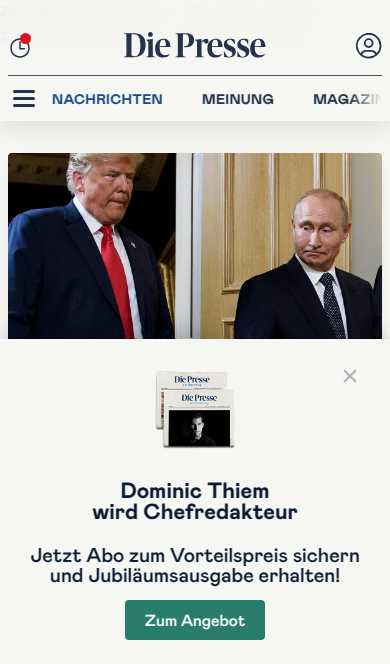 Die Presse
NACHRICHTEN MEINUNG MAGAZIN
Die Presse
Die Presse
Dominic Thiem
wird Chefredakteur
Jetzt Abo zum Vorteilspreis sichern
und Jubiläumsausgabe erhalten!
Zum Angebot